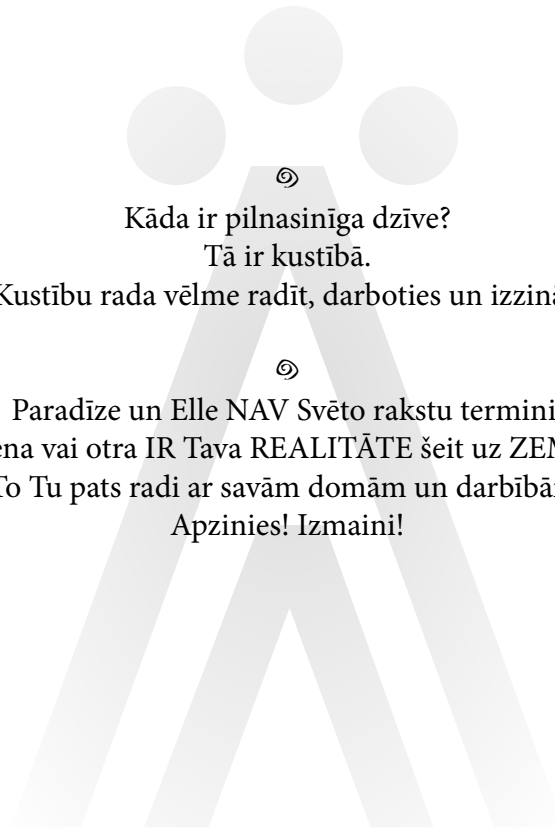 Kāda ir pilnasinīga dzīve?
Tā ir kustībā.
Kustību rada vēlme radīt, darboties un
Paradīze un Elle NAV Svēto rakstu termini
vai otra IR Tava REALITĀTE šeit uz
To Tu pats radi ar savām domām un
Apzinies! Izmaini!